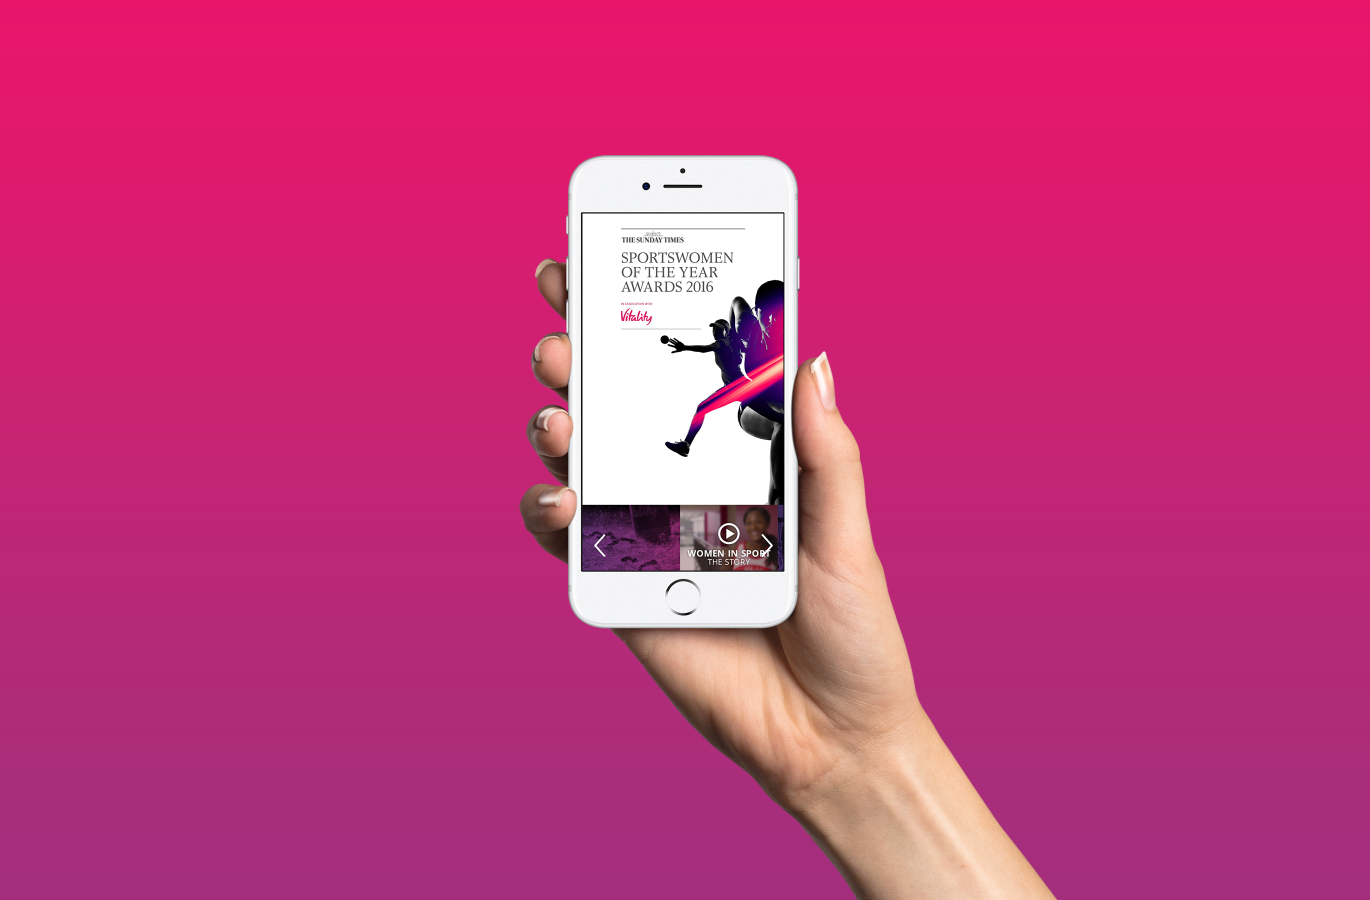 THE SUNDAY TIMES
SPORTSWOMEN
OF THE YEAR
AWARDS 2016
IN ASSOCIATION WITH
Vitality
WOMEN IN SPORT
THE STORY